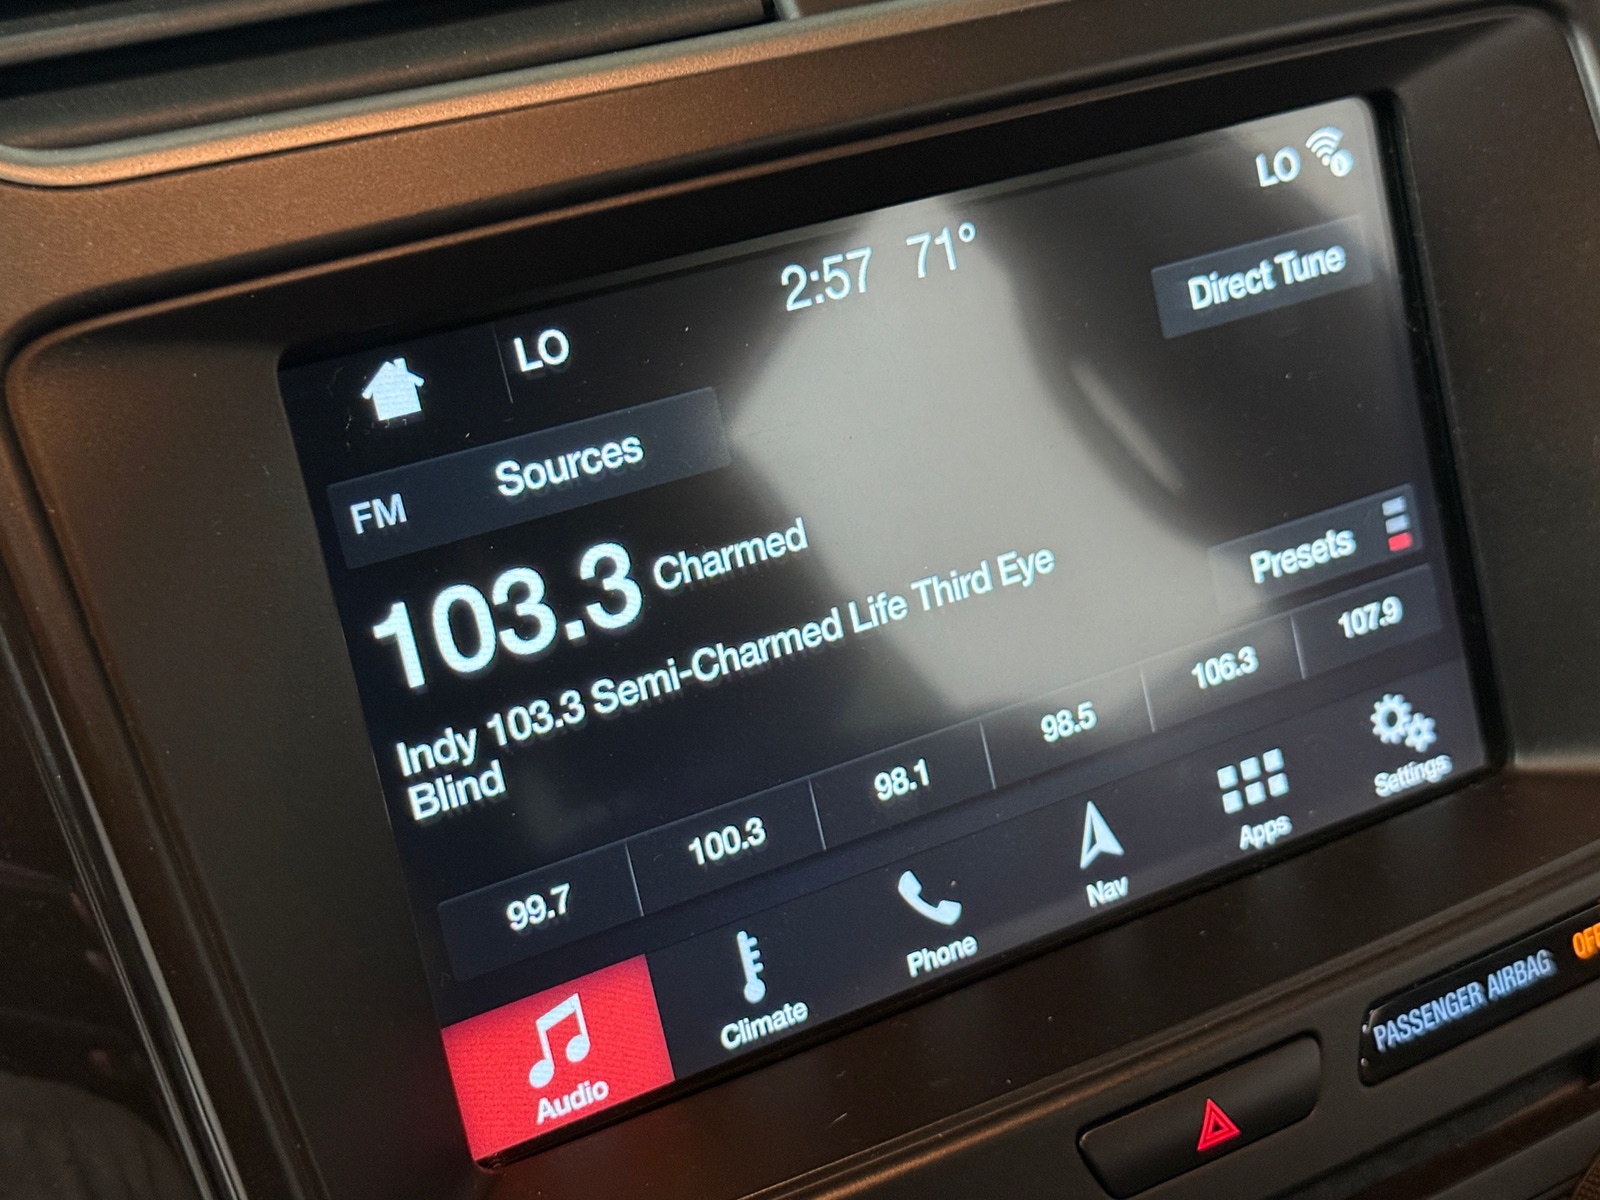 LO 2:57 71° LO
FM Sources Direct Tune
103.3 Charmed
Indy 103.3 Semi-Charmed Life Third Eye
Blind
Presets
99.7 100.3 98.1 98.5 106.3 107.9
Audio Climate Phone Nav Apps Settings
PASSENGER AIRBAG OFF